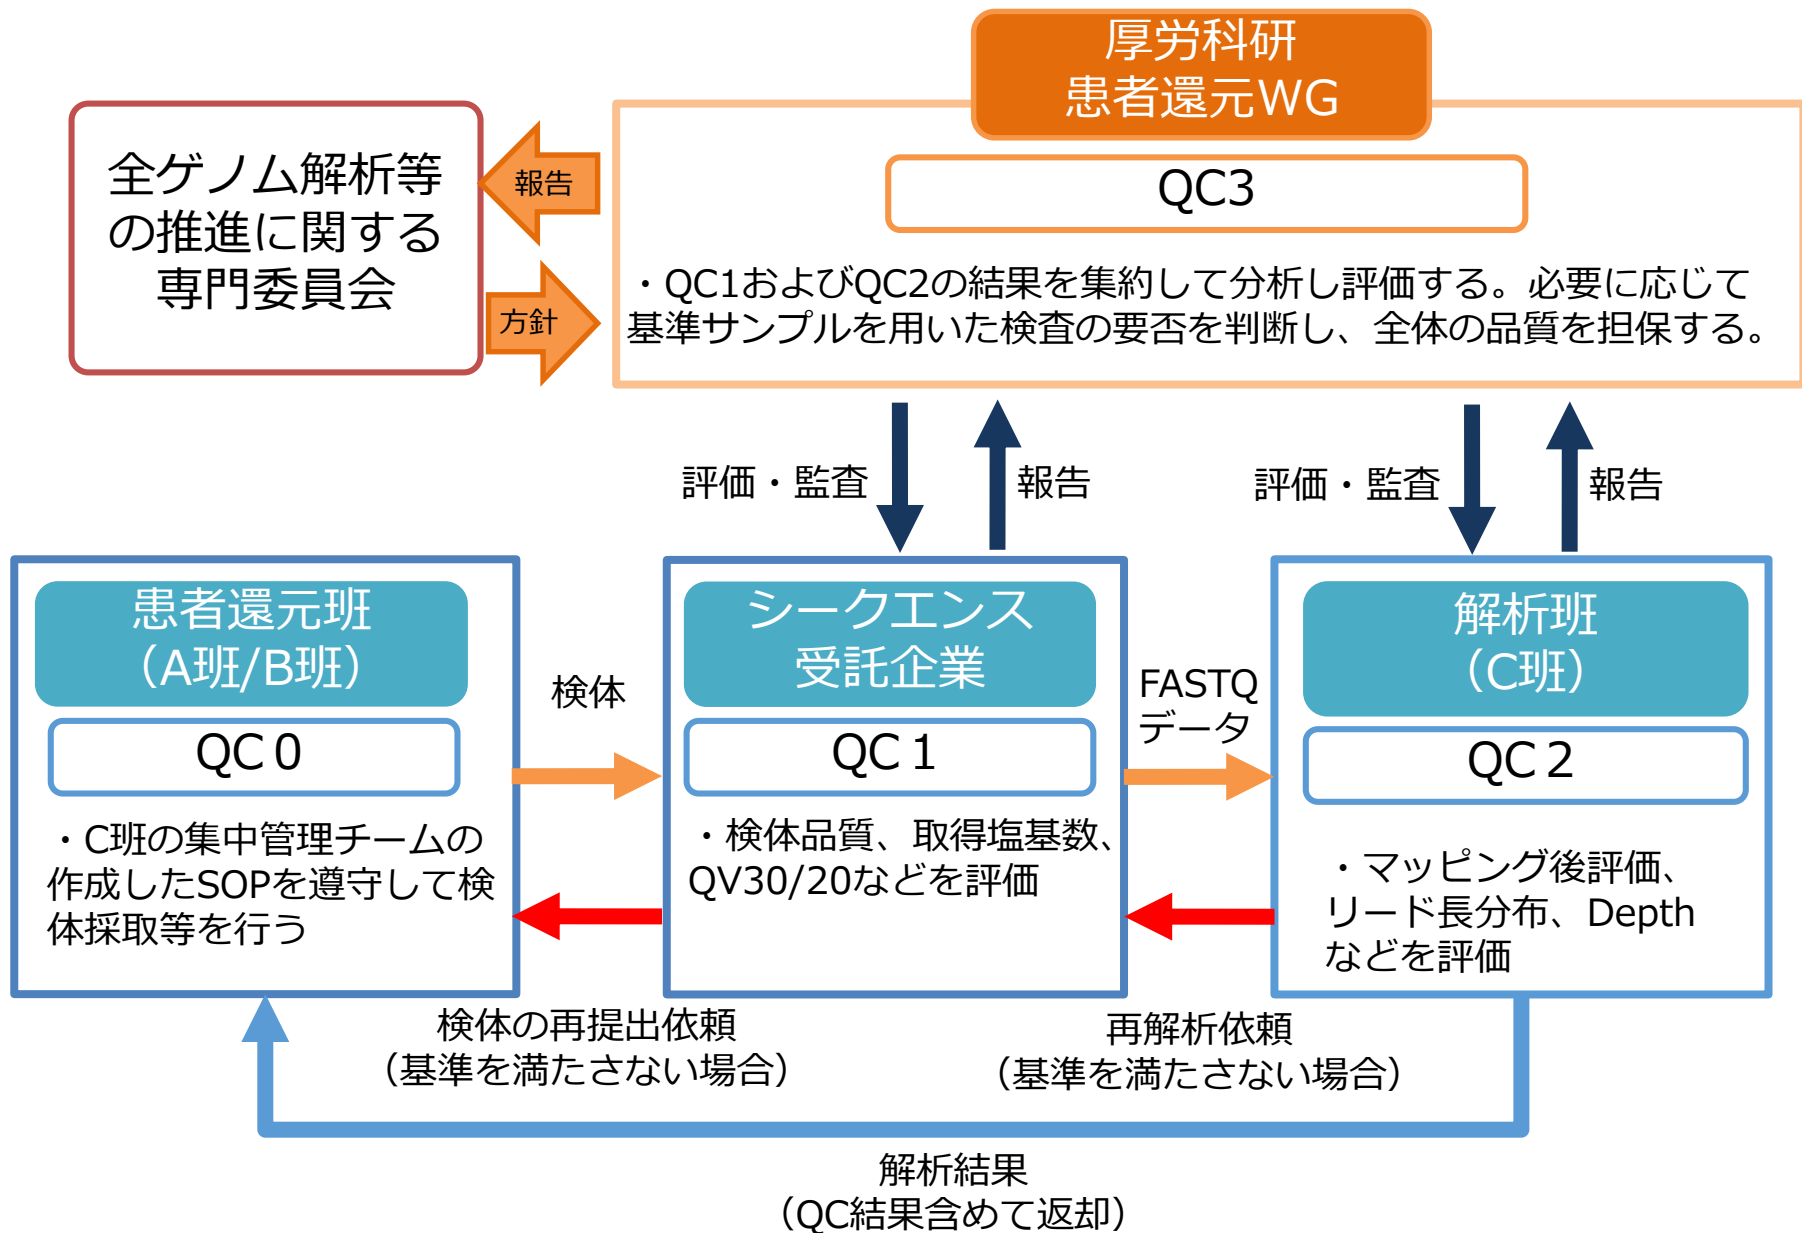 厚労科研
患者還元WG
全ゲノム解析等
の推進に関する
専門委員会
報告
方針
QC3
・QC1およびQC2の結果を集約して分析し評価する。必要に応じて
基準サンプルを用いた検査の要否を判断し、全体の品質を担保する。
評価・監査
報告
評価・監査
報告
患者還元班
（A班/B班）
QC０
・C班の集中管理チームの
作成したSOPを遵守して検
体採取等を行う
検体
シークエンス
受託企業
QC１
・検体品質、取得塩基数、
QV30/20などを評価
FASTQ
データ
解析班
（C班）
QC２
・マッピング後評価、
リード長分布、Depth
などを評価
検体の再提出依頼
（基準を満たさない場合）
再解析依頼
（基準を満たさない場合）
解析結果
（QC結果含めて返却）